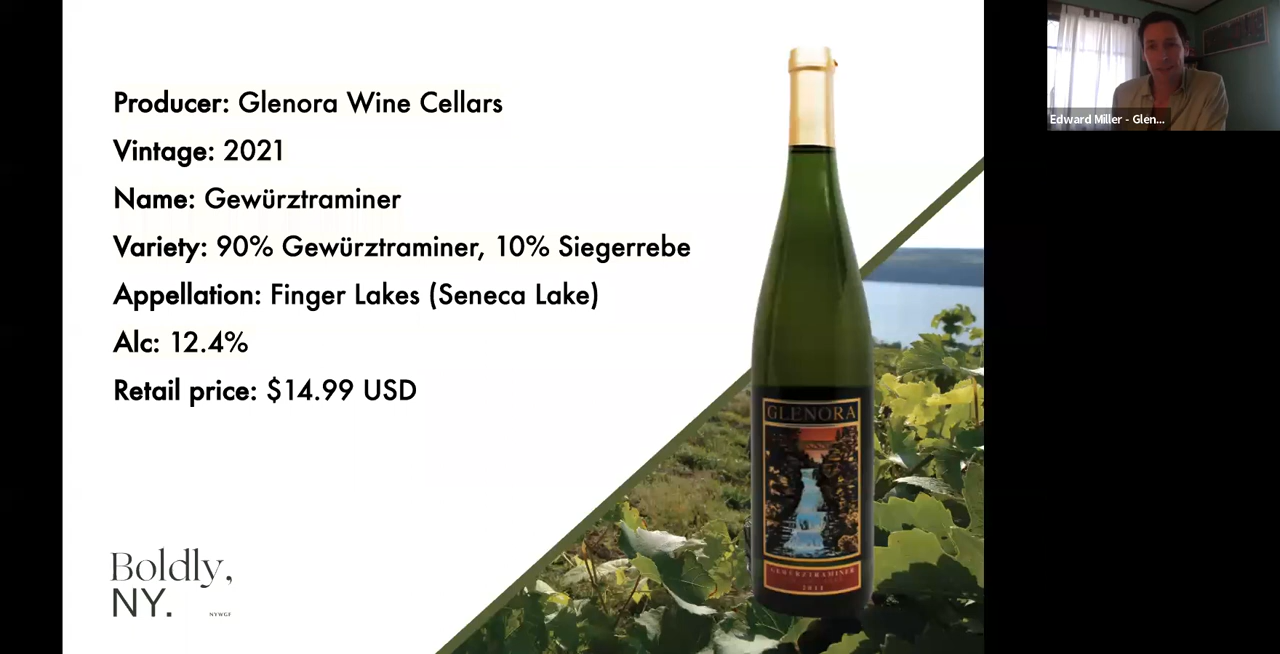 Producer: Glenora Wine Cellars
Vintage: 2021
Name: Gewürztraminer
Variety: 90% Gewürztraminer, 10% Siegerrebe
Appellation: Finger Lakes (Seneca Lake)
Alc: 12.4%
Retail price: $14.99 USD
Boldly,
NY.
NYWGF
GLENORA
GEWÜRZTRAMINER
Edward Miller - Glen...